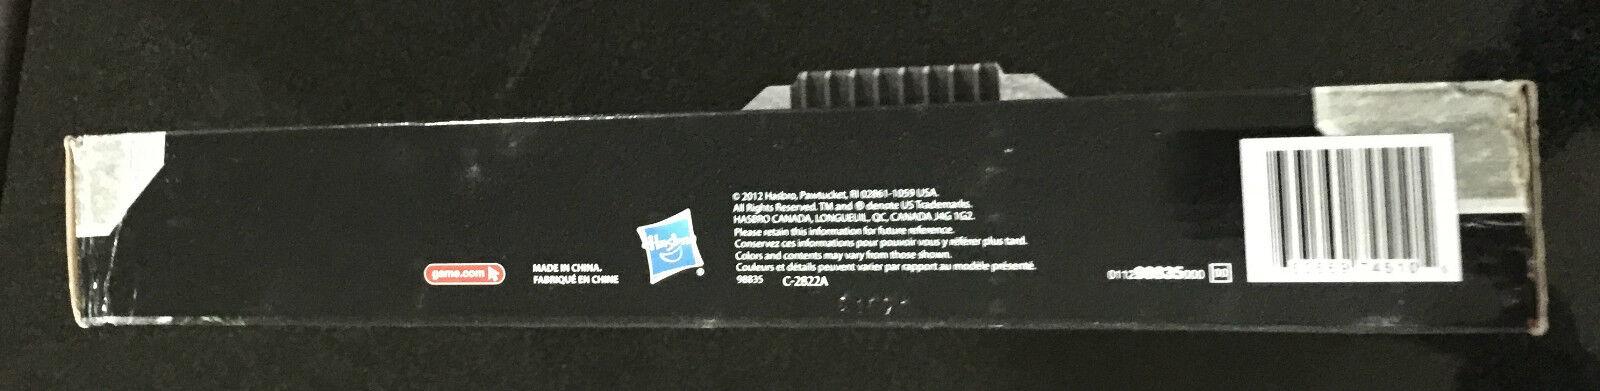 game.com
MADE IN CHINA.
FABRIQUÉ EN CHINE
Hasbro
®
© 2012 Hasbro, Pawtucket, RI 02861-1059 USA.
All Rights Reserved. TM and ® denote US Trademarks.
HASBRO CANADA, LONGUEUIL, QC, CANADA J4G 1G2.
Please retain this information for future reference.
Conservez ces informations pour pouvoir vous y référer plus tard.
Colors and contents may vary from those shown.
Couleurs et détails peuvent varier par rapport au modèle présenté.
98835 C-2822A
011298835000